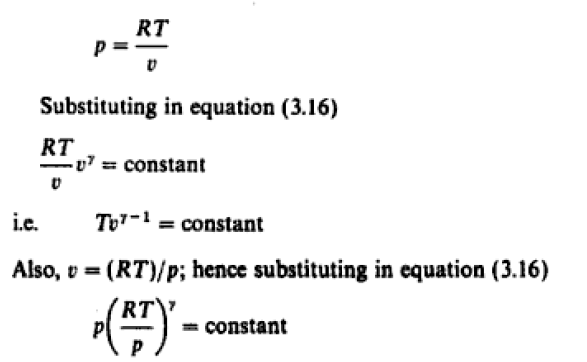 p = RT/v
Substituting in equation (3.16)
RT/v v^γ = constant
i.e. Tv^γ−1 = constant
Also, v = (RT)/p; hence substituting in equation (3.16)
p(RT/p)^γ = constant